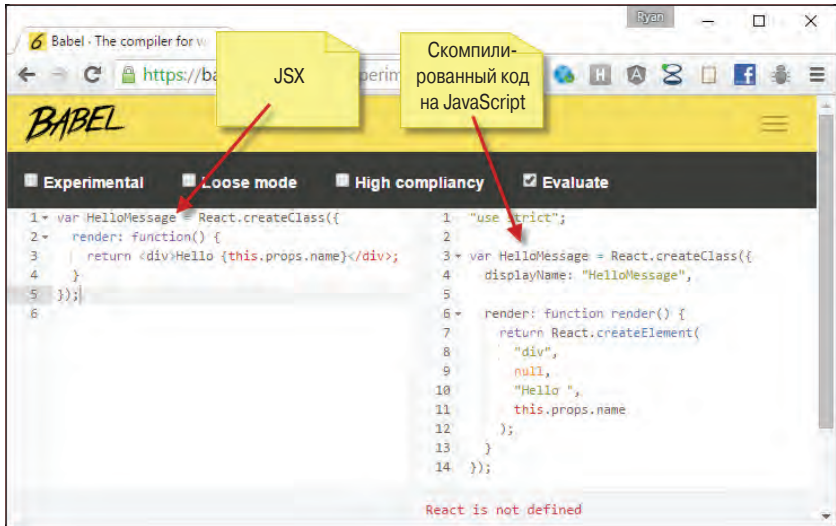 Ryan
Babel - The compiler for
https://ba
perim
JSX
Скомпили-
рованный код
на JavaScript
BABEL
Experimental Loose mode High compliancy Evaluate
1 var HelloMessage = React.createClass({
2 render: function() {
3 return <div>Hello {this.props.name}</div>;
4 }
5 });
6
1 "use strict";
2
3 var HelloMessage = React.createClass({
4 displayName: "HelloMessage",
5
6 render: function render() {
7 return React.createElement(
8 "div",
9 null,
10 "Hello ",
11 this.props.name
12 );
13 }
14 });
React is not defined